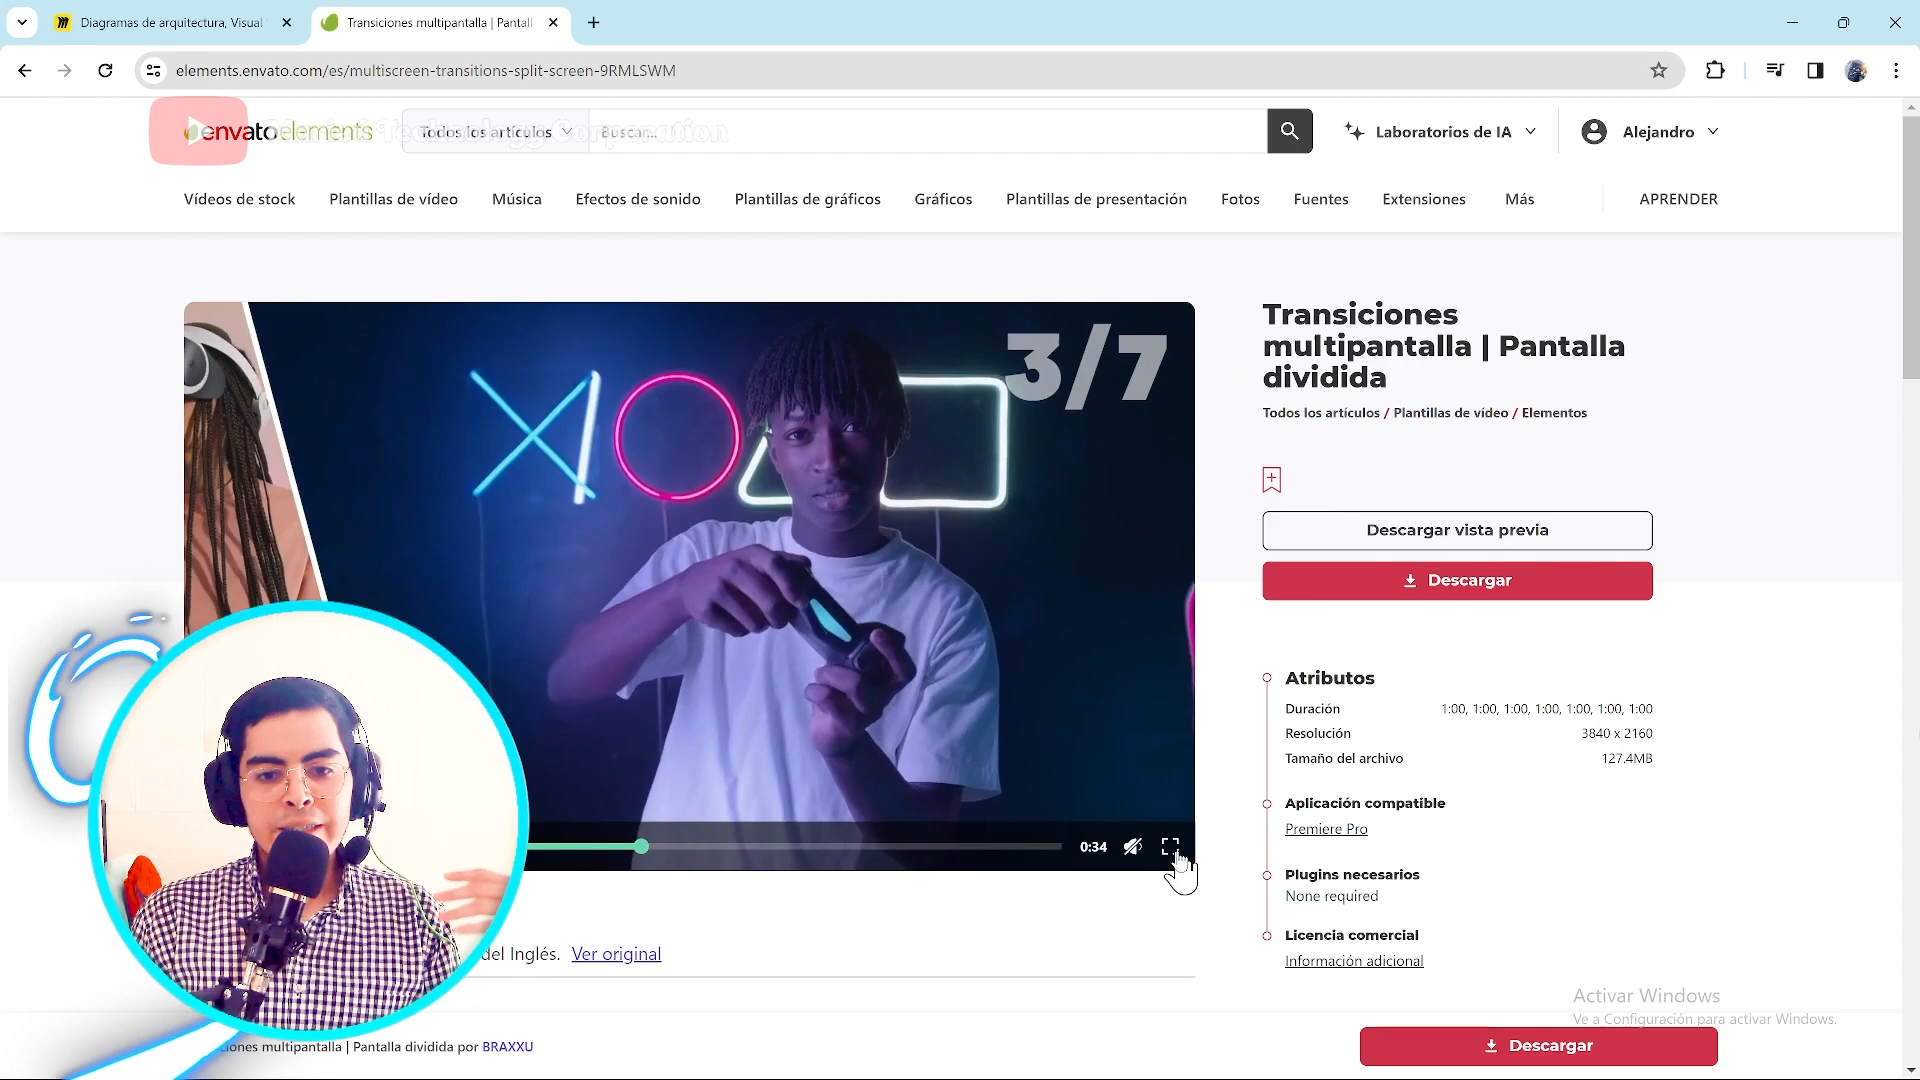 Diagramas de arquitectura, Visual
Transiciones multipantalla | Pantall
elements.envato.com/es/multiscreen-transitions-split-screen-9RMLSWM
envato elements
Todos los artículos
Buscar...
Technology Corporation
Laboratorios de IA
Alejandro
Vídeos de stock
Plantillas de vídeo
Música
Efectos de sonido
Plantillas de gráficos
Gráficos
Plantillas de presentación
Fotos
Fuentes
Extensiones
Más
APRENDER
3/7
Transiciones
multipantalla | Pantalla
dividida
Todos los artículos / Plantillas de vídeo / Elementos
Descargar vista previa
Descargar
Atributos
Duración 1:00, 1:00, 1:00, 1:00, 1:00, 1:00, 1:00
Resolución 3840 x 2160
Tamaño del archivo 127.4MB
Aplicación compatible
Premiere Pro
0:34
Plugins necesarios
None required
Licencia comercial
Información adicional
del Inglés. Ver original
Activar Windows
Ve a Configuración para activar Windows.
iones multipantalla | Pantalla dividida por BRAXXU
Descargar